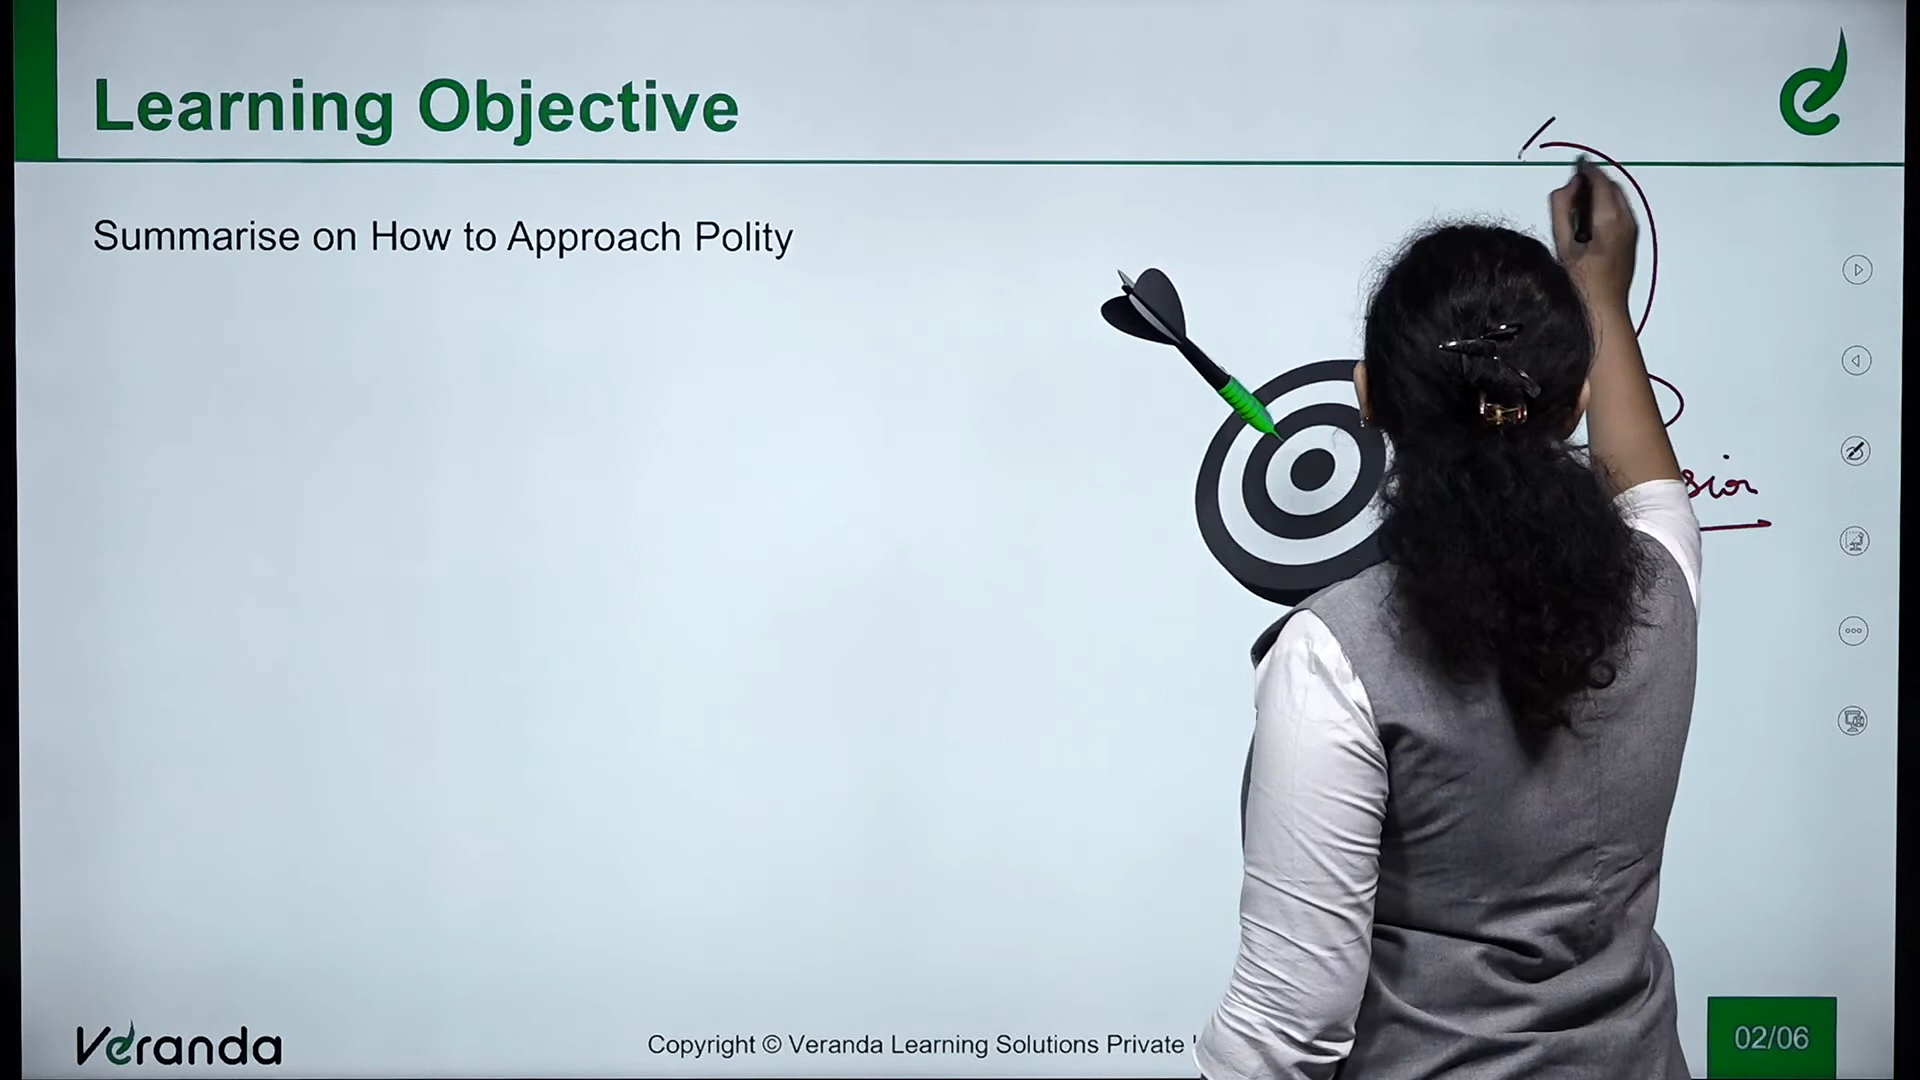 Learning Objective
Summarise on How to Approach Polity
Veranda
Copyright © Veranda Learning Solutions Private
02/06